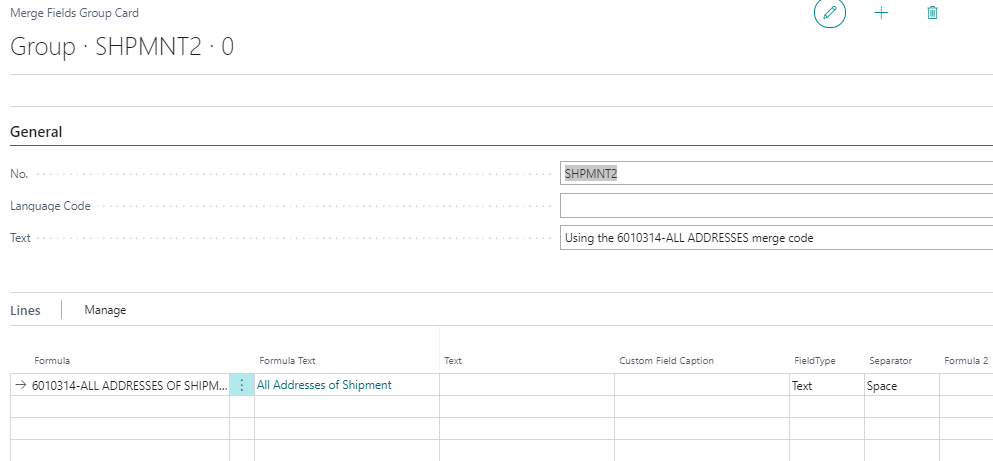 Merge Fields Group Card
Group · SHPMNT2 · 0
General
No.
SHPMNT2
Language Code
Text
Using the 6010314-ALL ADDRESSES merge code
Lines
Manage
Formula Formula Text Text Custom Field Caption FieldType Separator Formula 2
6010314-ALL ADDRESSES OF SHIPM... All Addresses of Shipment Text Space